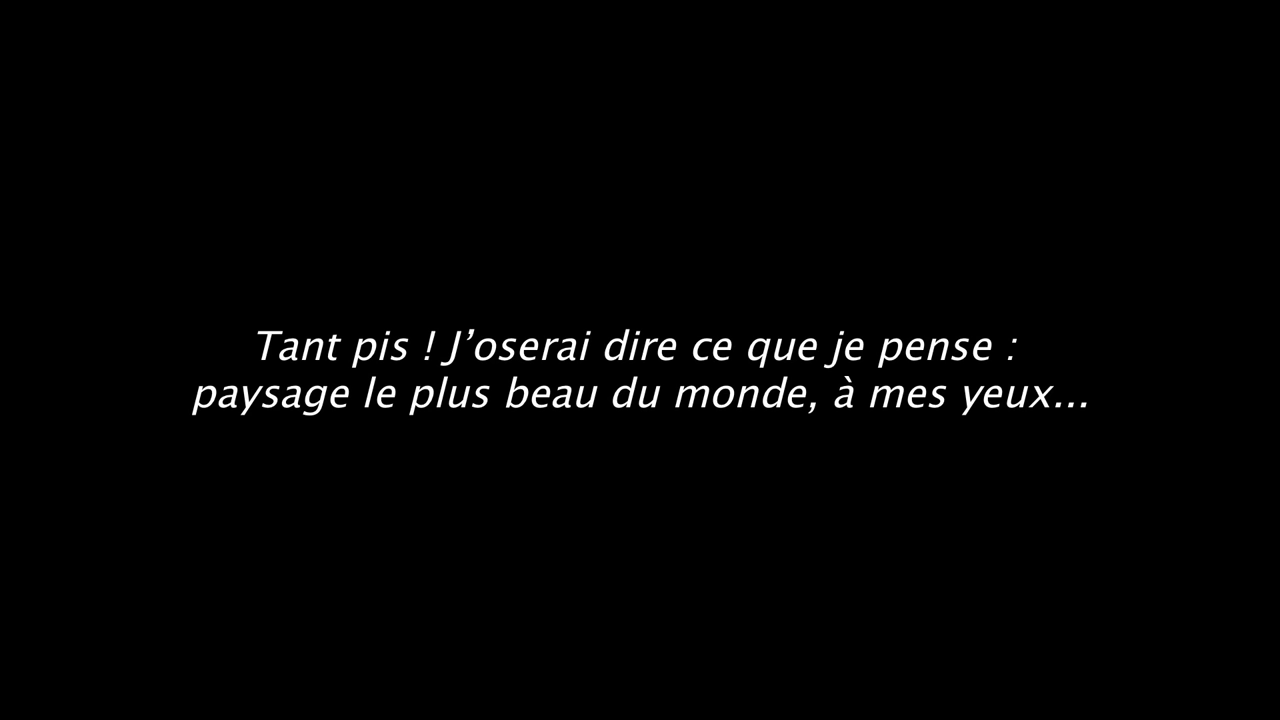 Tant pis ! J’oserai dire ce que je pense :
paysage le plus beau du monde, à mes yeux...